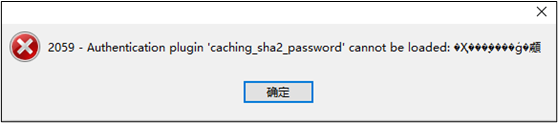 2059 - Authentication plugin 'caching_sha2_password' cannot be loaded:
确定